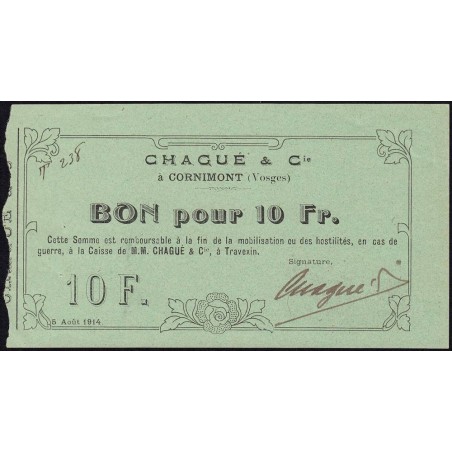 N° 238
CHAGUÉ & Cie
à CORNIMONT (Vosges)
BON pour 10 Fr.
Cette Somme est remboursable à la fin de la mobilisation ou des hostilités, en cas de
guerre, à la Caisse de M.M. CHAGUÉ & Cie, à Travexin.
Signature,
Chagué
10 F.
5 Août 1914.